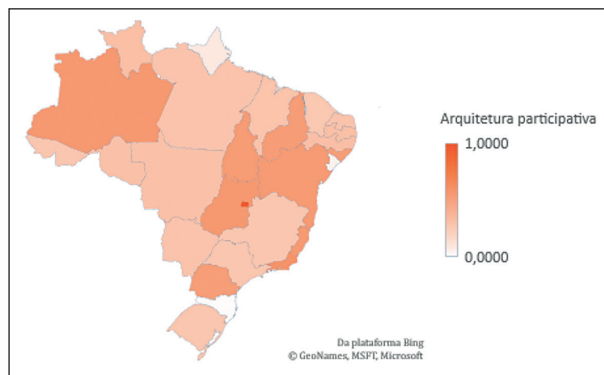 Arquitetura participativa
1,0000
0,0000
Da plataforma Bing
© GeoNames, MSFT, Microsoft